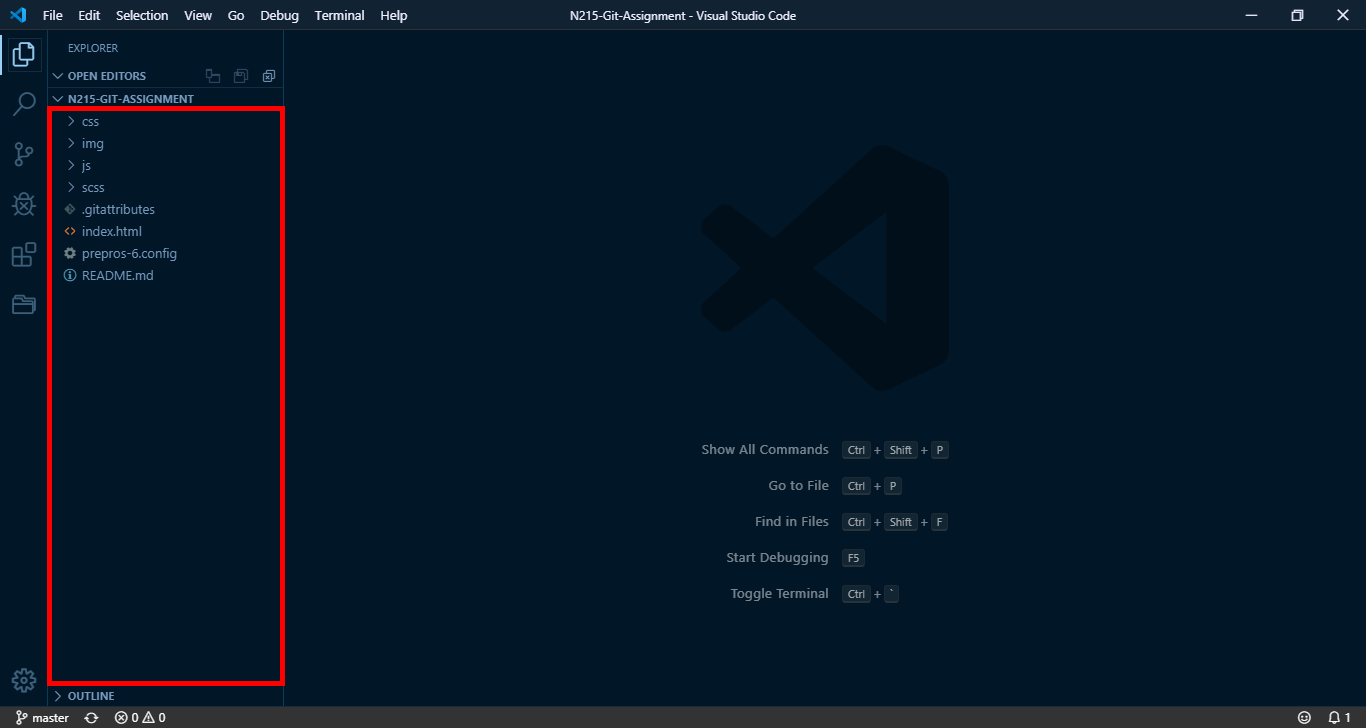 File Edit Selection View Go Debug Terminal Help
N215-Git-Assignment - Visual Studio Code
EXPLORER
OPEN EDITORS
N215-GIT-ASSIGNMENT
css
img
js
scss
.gitattributes
index.html
prepros-6.config
README.md
OUTLINE
Show All Commands Ctrl + Shift + P
Go to File Ctrl + P
Find in Files Ctrl + Shift + F
Start Debugging F5
Toggle Terminal Ctrl + `
master 0 0 1